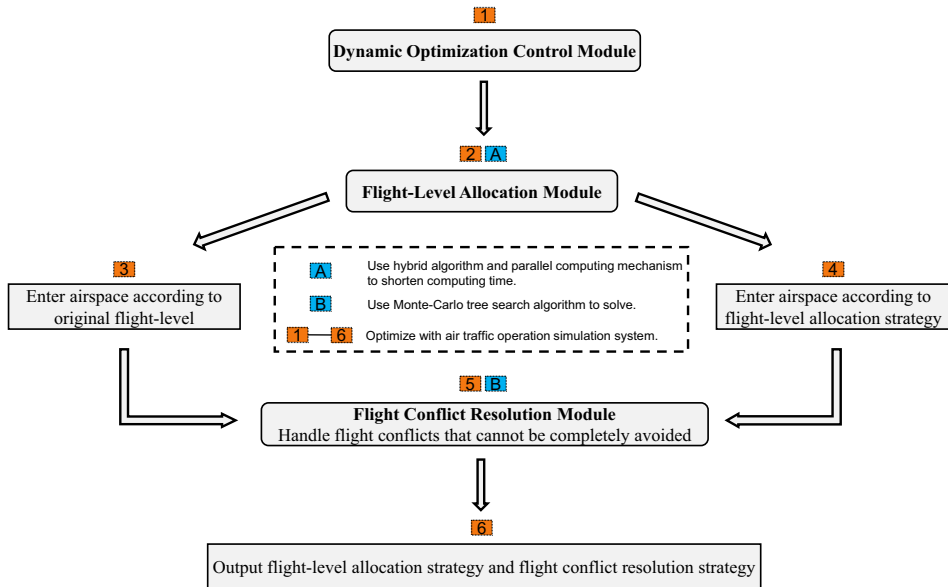 1
Dynamic Optimization Control Module
2 A
Flight-Level Allocation Module
3
Enter airspace according to
original flight-level
A Use hybrid algorithm and parallel computing mechanism
to shorten computing time.
B Use Monte-Carlo tree search algorithm to solve.
1 6 Optimize with air traffic operation simulation system.
4
Enter airspace according to
flight-level allocation strategy
5 B
Flight Conflict Resolution Module
Handle flight conflicts that cannot be completely avoided
6
Output flight-level allocation strategy and flight conflict resolution strategy